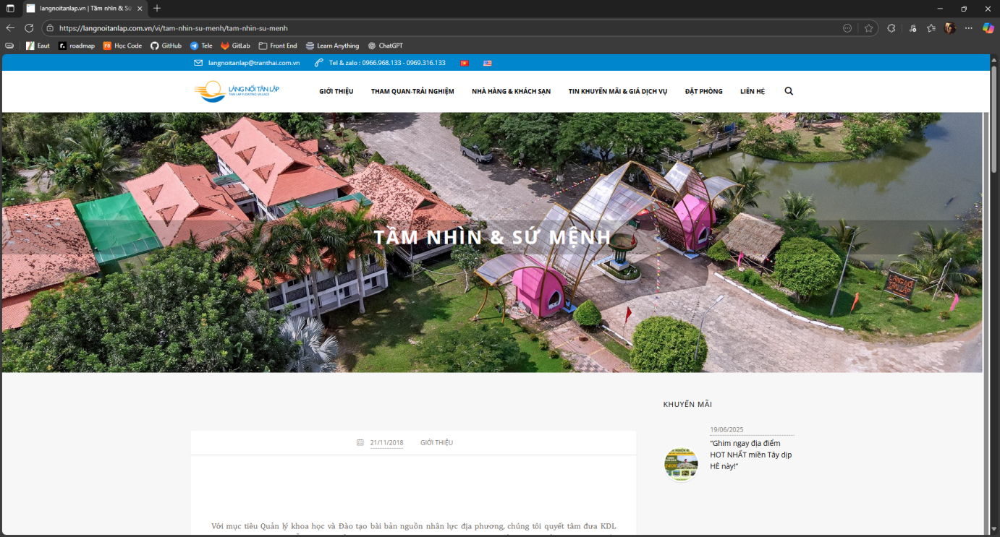 langnoitanlap.vn | Tầm nhìn & Sứ
https://langnoitanlap.com.vn/vi/tam-nhin-su-menh/tam-nhin-su-menh
Eaut roadmap Học Code GitHub Tele GitLab Front End Learn Anything ChatGPT
langnoitanlap@tranthai.com.vn Tel & zalo : 0966.968.133 - 0969.316.133
LÀNG NỔI TÂN LẬP
TAN LAP FLOATING VILLAGE
GIỚI THIỆU THAM QUAN-TRẢI NGHIỆM NHÀ HÀNG & KHÁCH SẠN TIN KHUYẾN MÃI & GIÁ DỊCH VỤ ĐẶT PHÒNG LIÊN HỆ
TẦM NHÌN & SỨ MỆNH
LÀNG NỔI
TÂN LẬP
KHUYẾN MÃI
19/06/2025
“Ghim ngay địa điểm
HOT NHẤT miền Tây dịp
HÈ này!”
21/11/2018 GIỚI THIỆU
Với mục tiêu Quản lý khoa học và Đào tạo bài bản nguồn nhân lực địa phương, chúng tôi quyết tâm đưa KDL